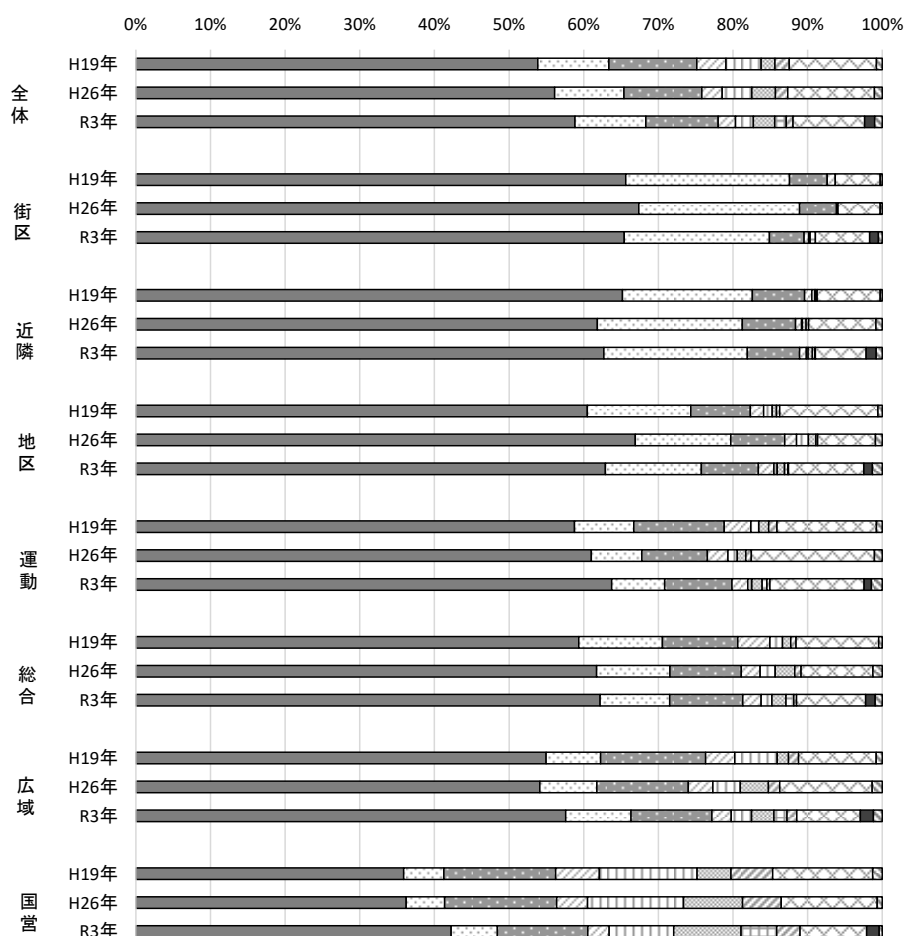 0% 10% 20% 30% 40% 50% 60% 70% 80% 90% 100%
全体
H19年
H26年
R3年
街区
H19年
H26年
R3年
近隣
H19年
H26年
R3年
地区
H19年
H26年
R3年
運動
H19年
H26年
R3年
総合
H19年
H26年
R3年
広域
H19年
H26年
R3年
国営
H19年
H26年
R3年